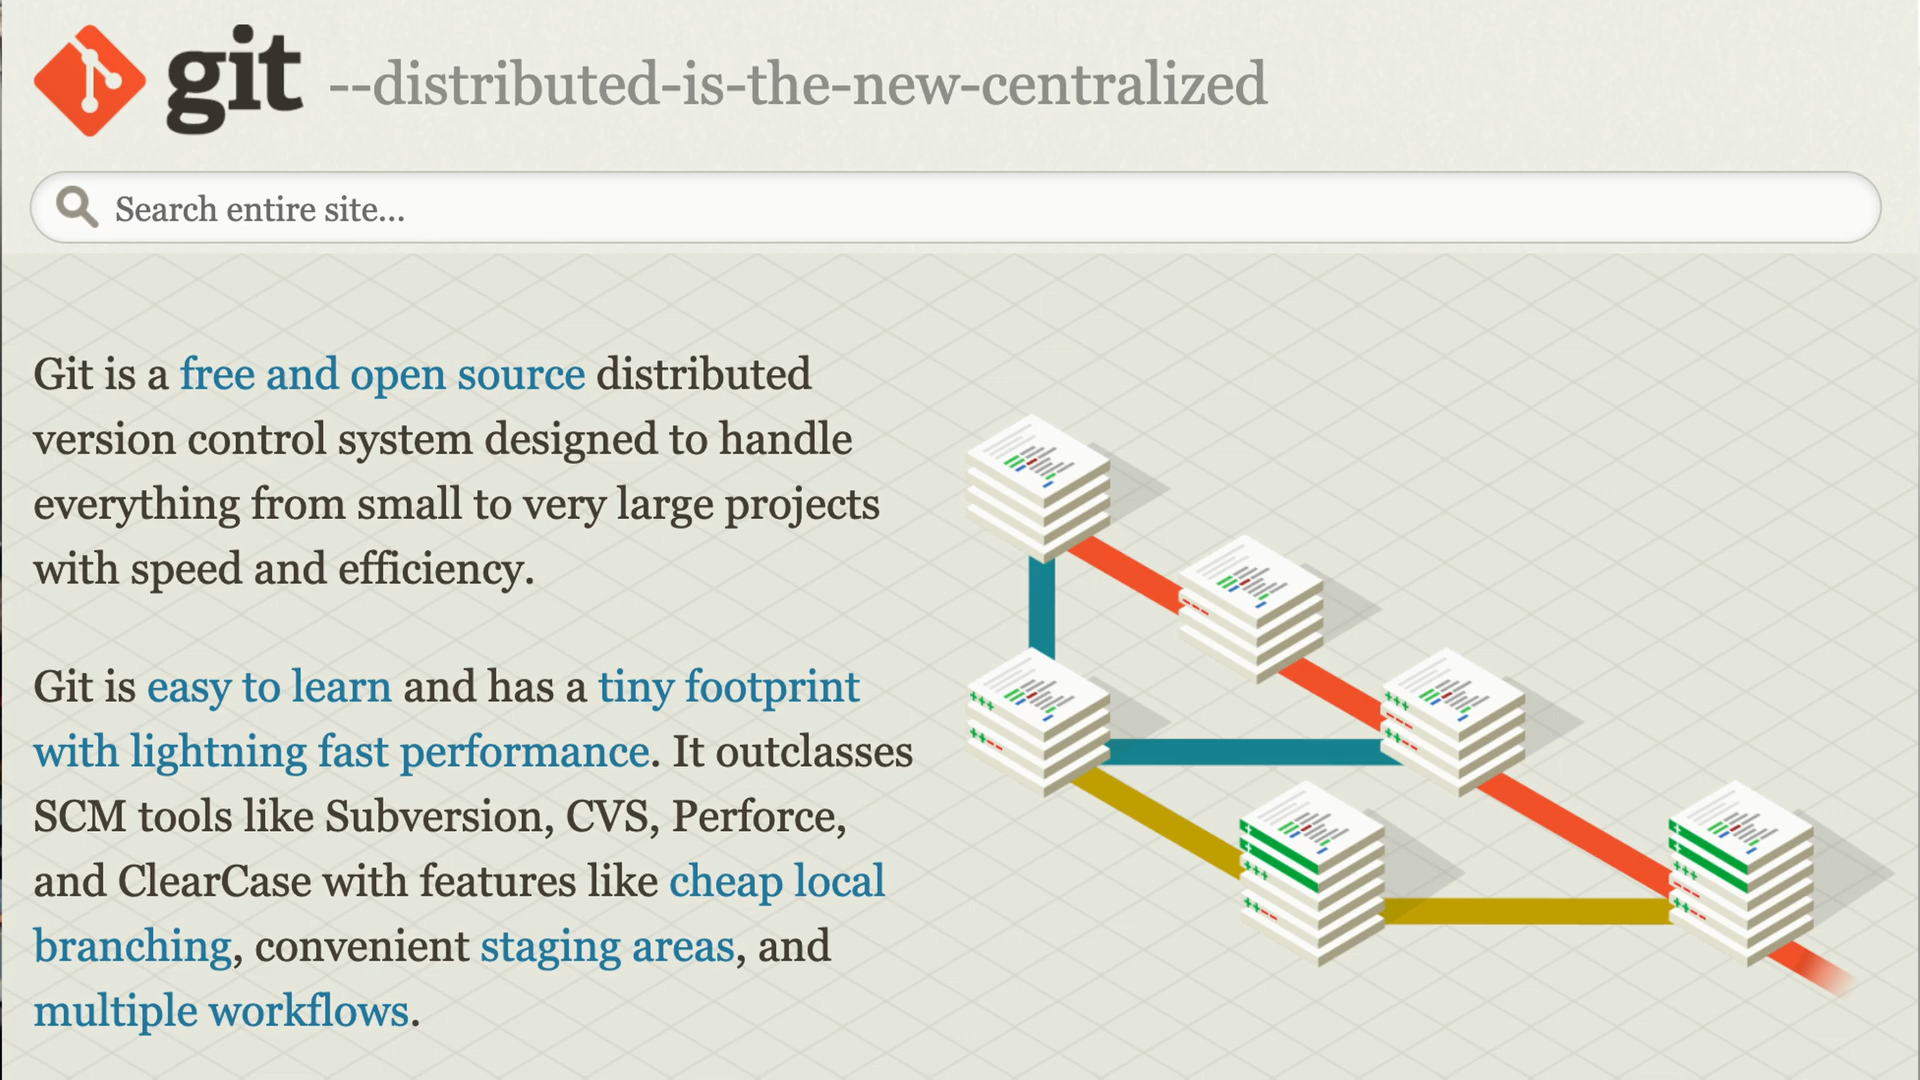 git --distributed-is-the-new-centralized
Search entire site...
Git is a free and open source distributed
version control system designed to handle
everything from small to very large projects
with speed and efficiency.
Git is easy to learn and has a tiny footprint
with lightning fast performance. It outclasses
SCM tools like Subversion, CVS, Perforce,
and ClearCase with features like cheap local
branching, convenient staging areas, and
multiple workflows.